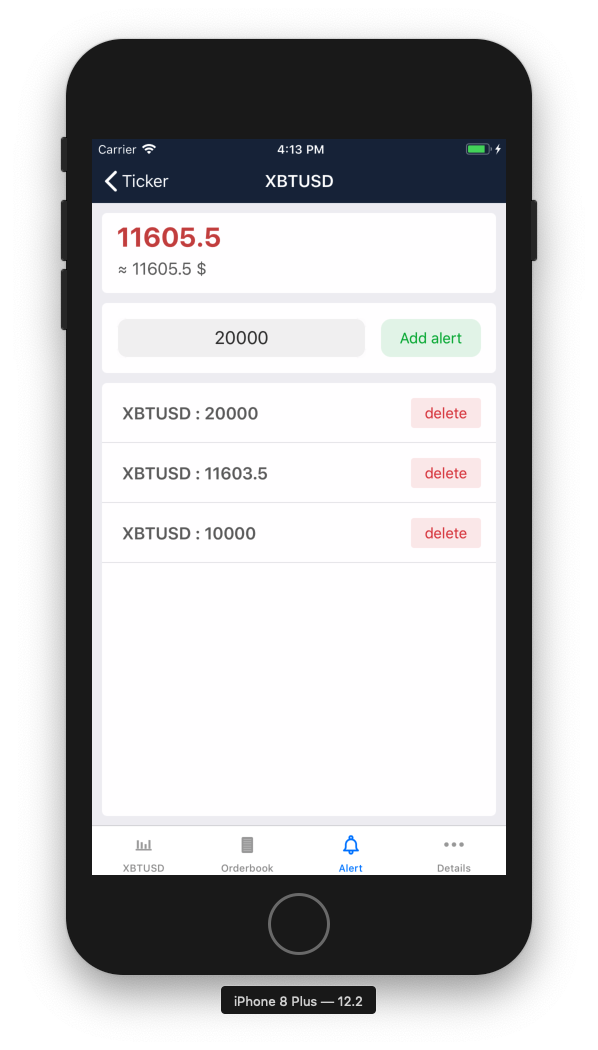 Carrier 4:13 PM
Ticker XBTUSD
11605.5
≈ 11605.5 $
20000 Add alert
XBTUSD : 20000 delete
XBTUSD : 11603.5 delete
XBTUSD : 10000 delete
XBTUSD Orderbook Alert Details
iPhone 8 Plus — 12.2